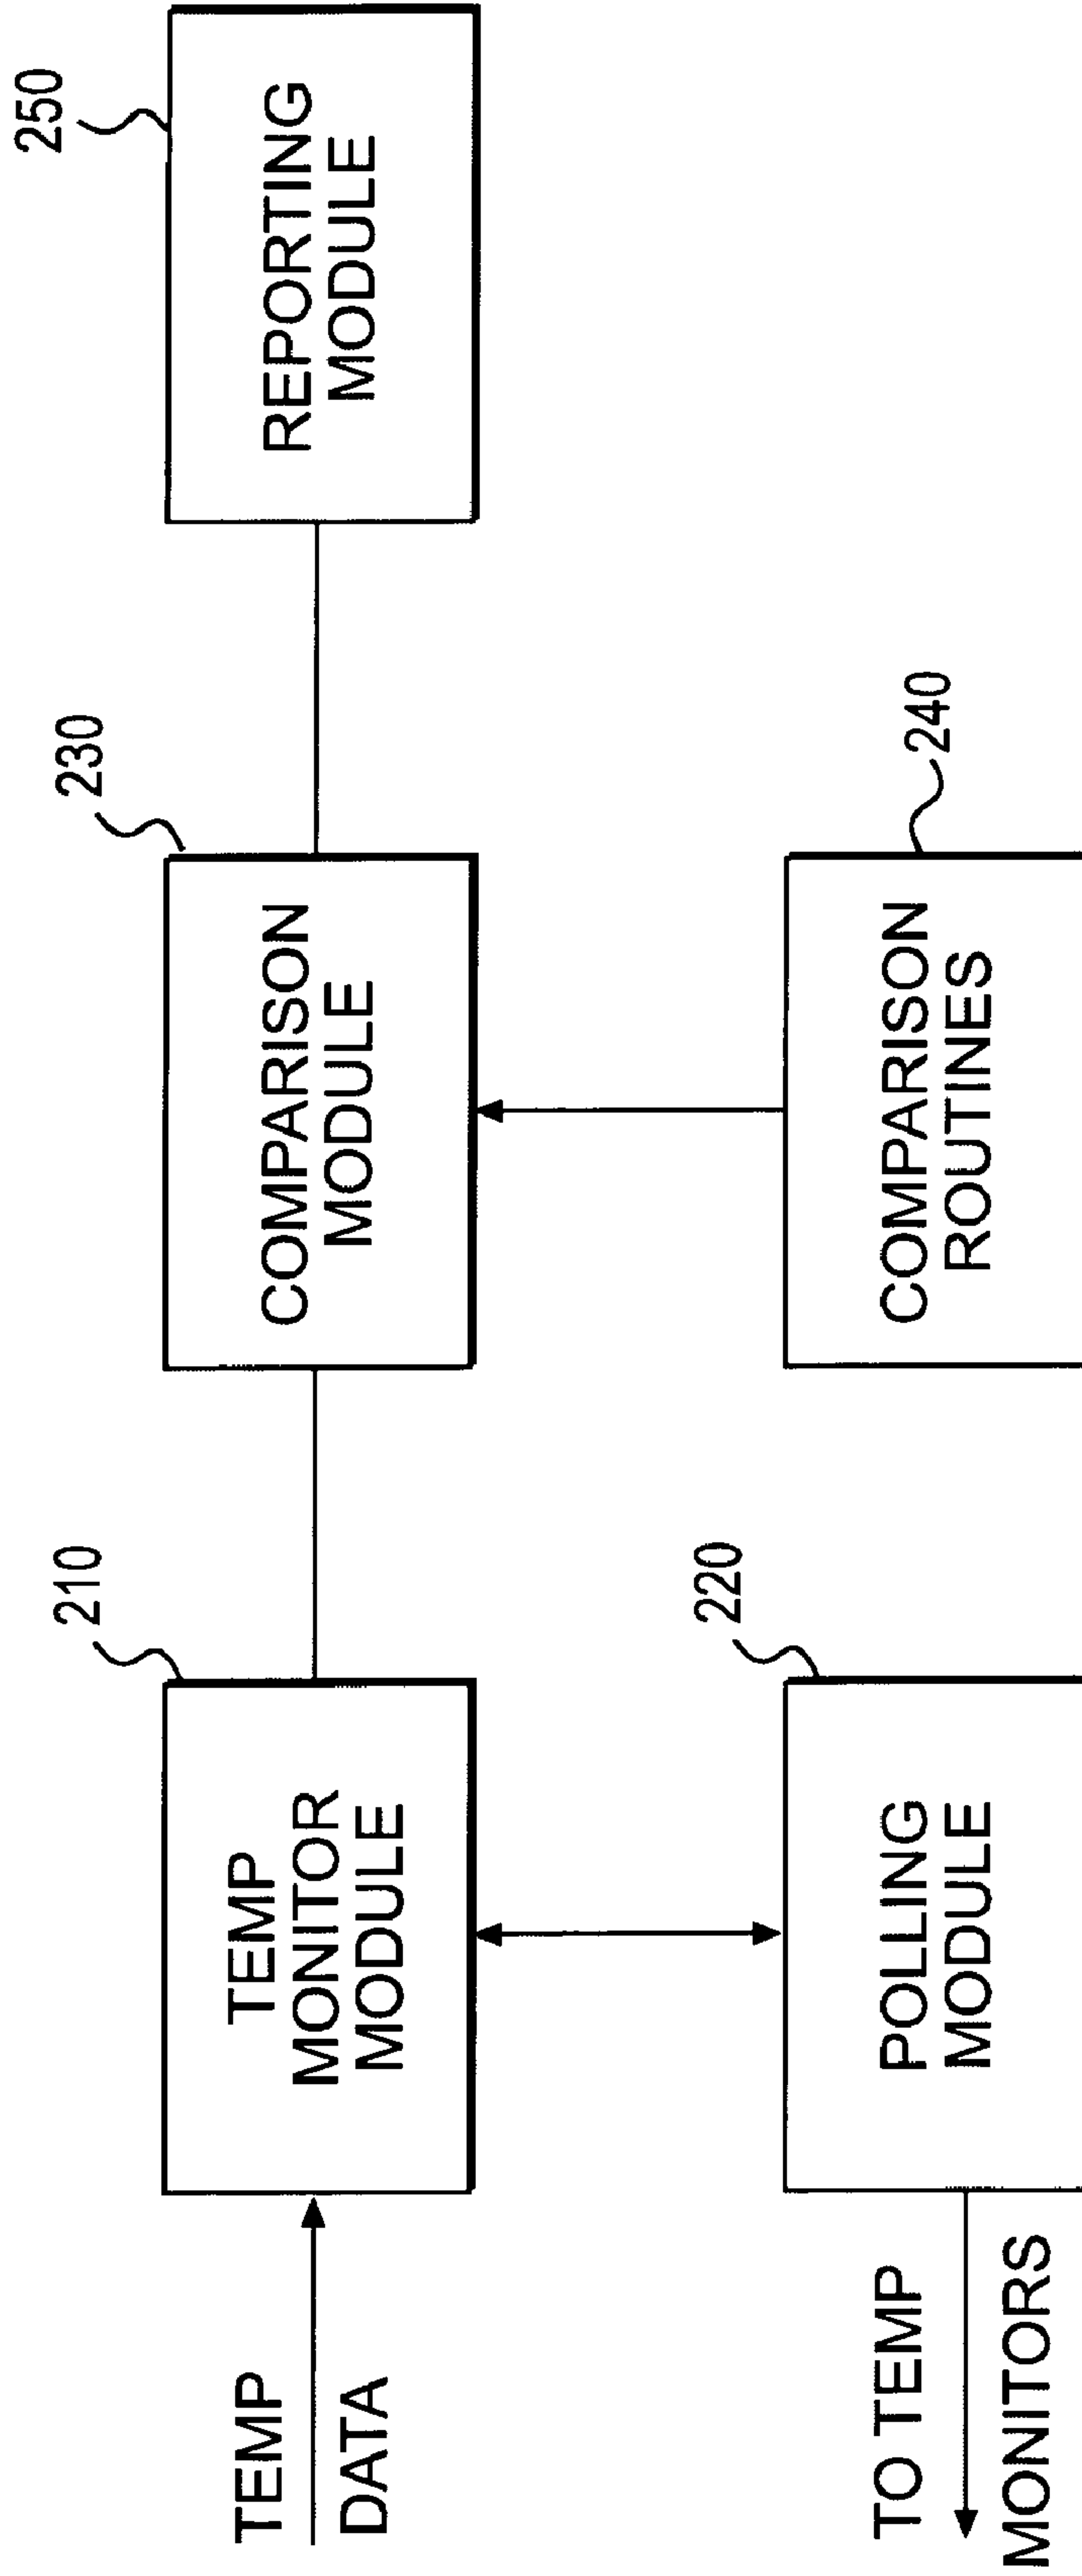 TEMP
DATA
210
TEMP
MONITOR
MODULE
230
COMPARISON
MODULE
250
REPORTING
MODULE
TO TEMP
MONITORS
220
POLLING
MODULE
240
COMPARISON
ROUTINES